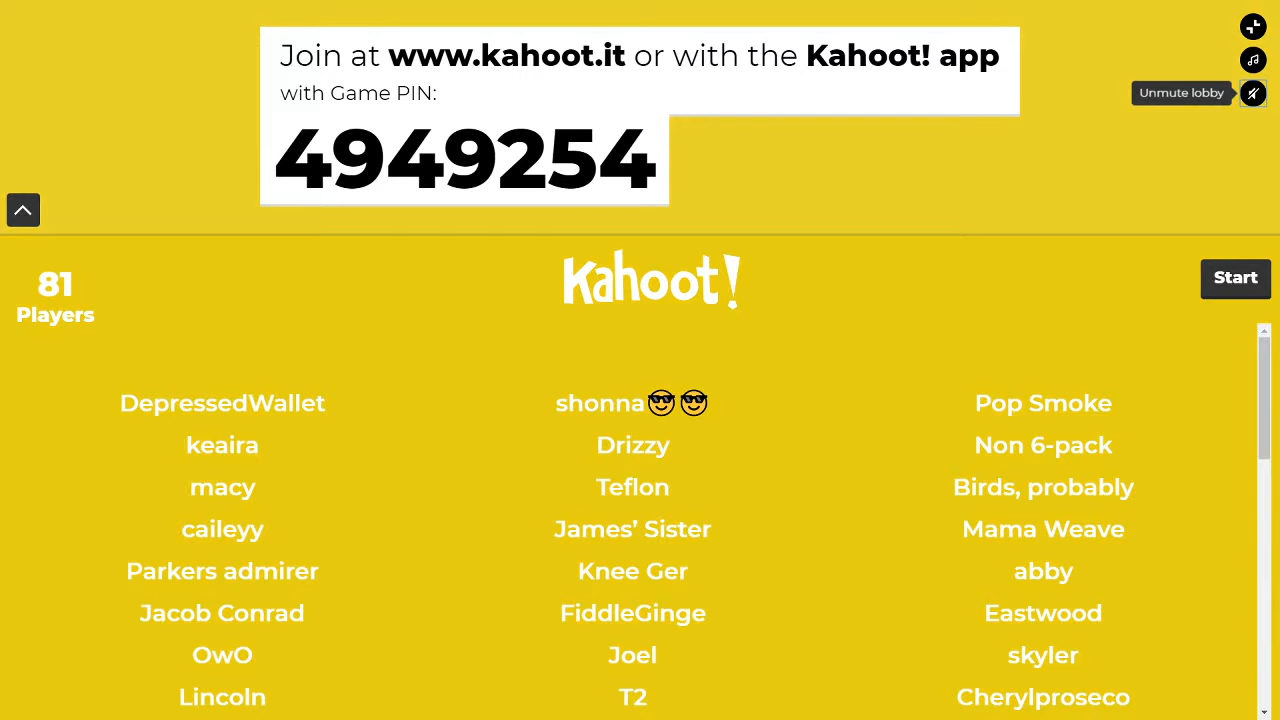 Join at www.kahoot.it or with the Kahoot! app
with Game PIN:
4949254
Unmute lobby
81
Players
Kahoot!
Start
DepressedWallet
shonna😎😎
Pop Smoke
keaira
Drizzy
Non 6-pack
macy
Teflon
Birds, probably
caileyy
James’ Sister
Mama Weave
Parkers admirer
Knee Ger
abby
Jacob Conrad
FiddleGinge
Eastwood
OwO
Joel
skyler
Lincoln
T2
Cherylproseco